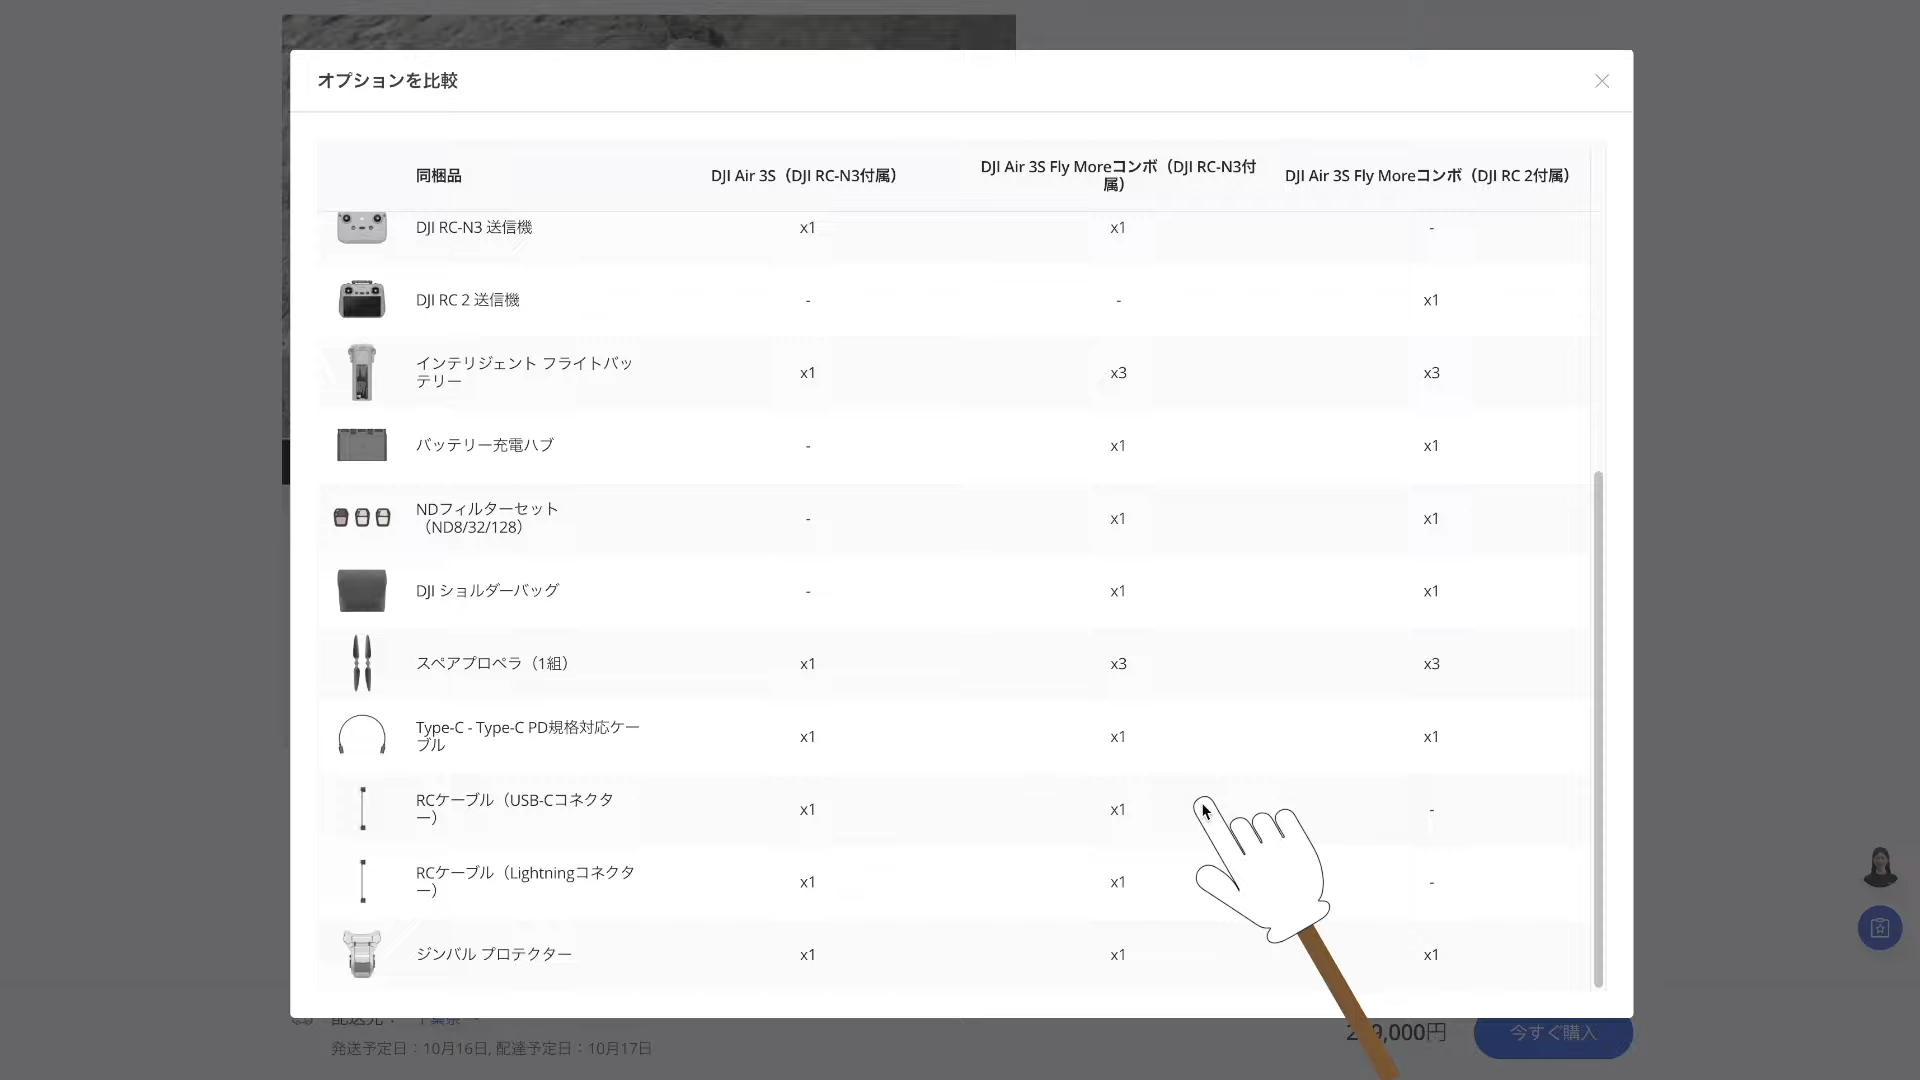 オプションを比較
同梱品
DJI Air 3S（DJI RC-N3付属）
DJI Air 3S Fly Moreコンボ（DJI RC-N3付
属）
DJI Air 3S Fly Moreコンボ（DJI RC 2付属）
DJI RC-N3 送信機 x1 x1 -
DJI RC 2 送信機 - - x1
インテリジェント フライトバッ
テリー
x1 x3 x3
バッテリー充電ハブ - x1 x1
NDフィルターセット
（ND8/32/128）
- x1 x1
DJI ショルダーバッグ - x1 x1
スペアプロペラ（1組） x1 x3 x3
Type-C - Type-C PD規格対応ケー
ブル
x1 x1 x1
RCケーブル（USB-Cコネクタ
ー）
x1 x1 -
RCケーブル（Lightningコネクタ
ー）
x1 x1 -
ジンバル プロテクター x1 x1 x1
配送先：
千葉県
発送予定日：10月16日, 配達予定日：10月17日
9,000円
今すぐ購入